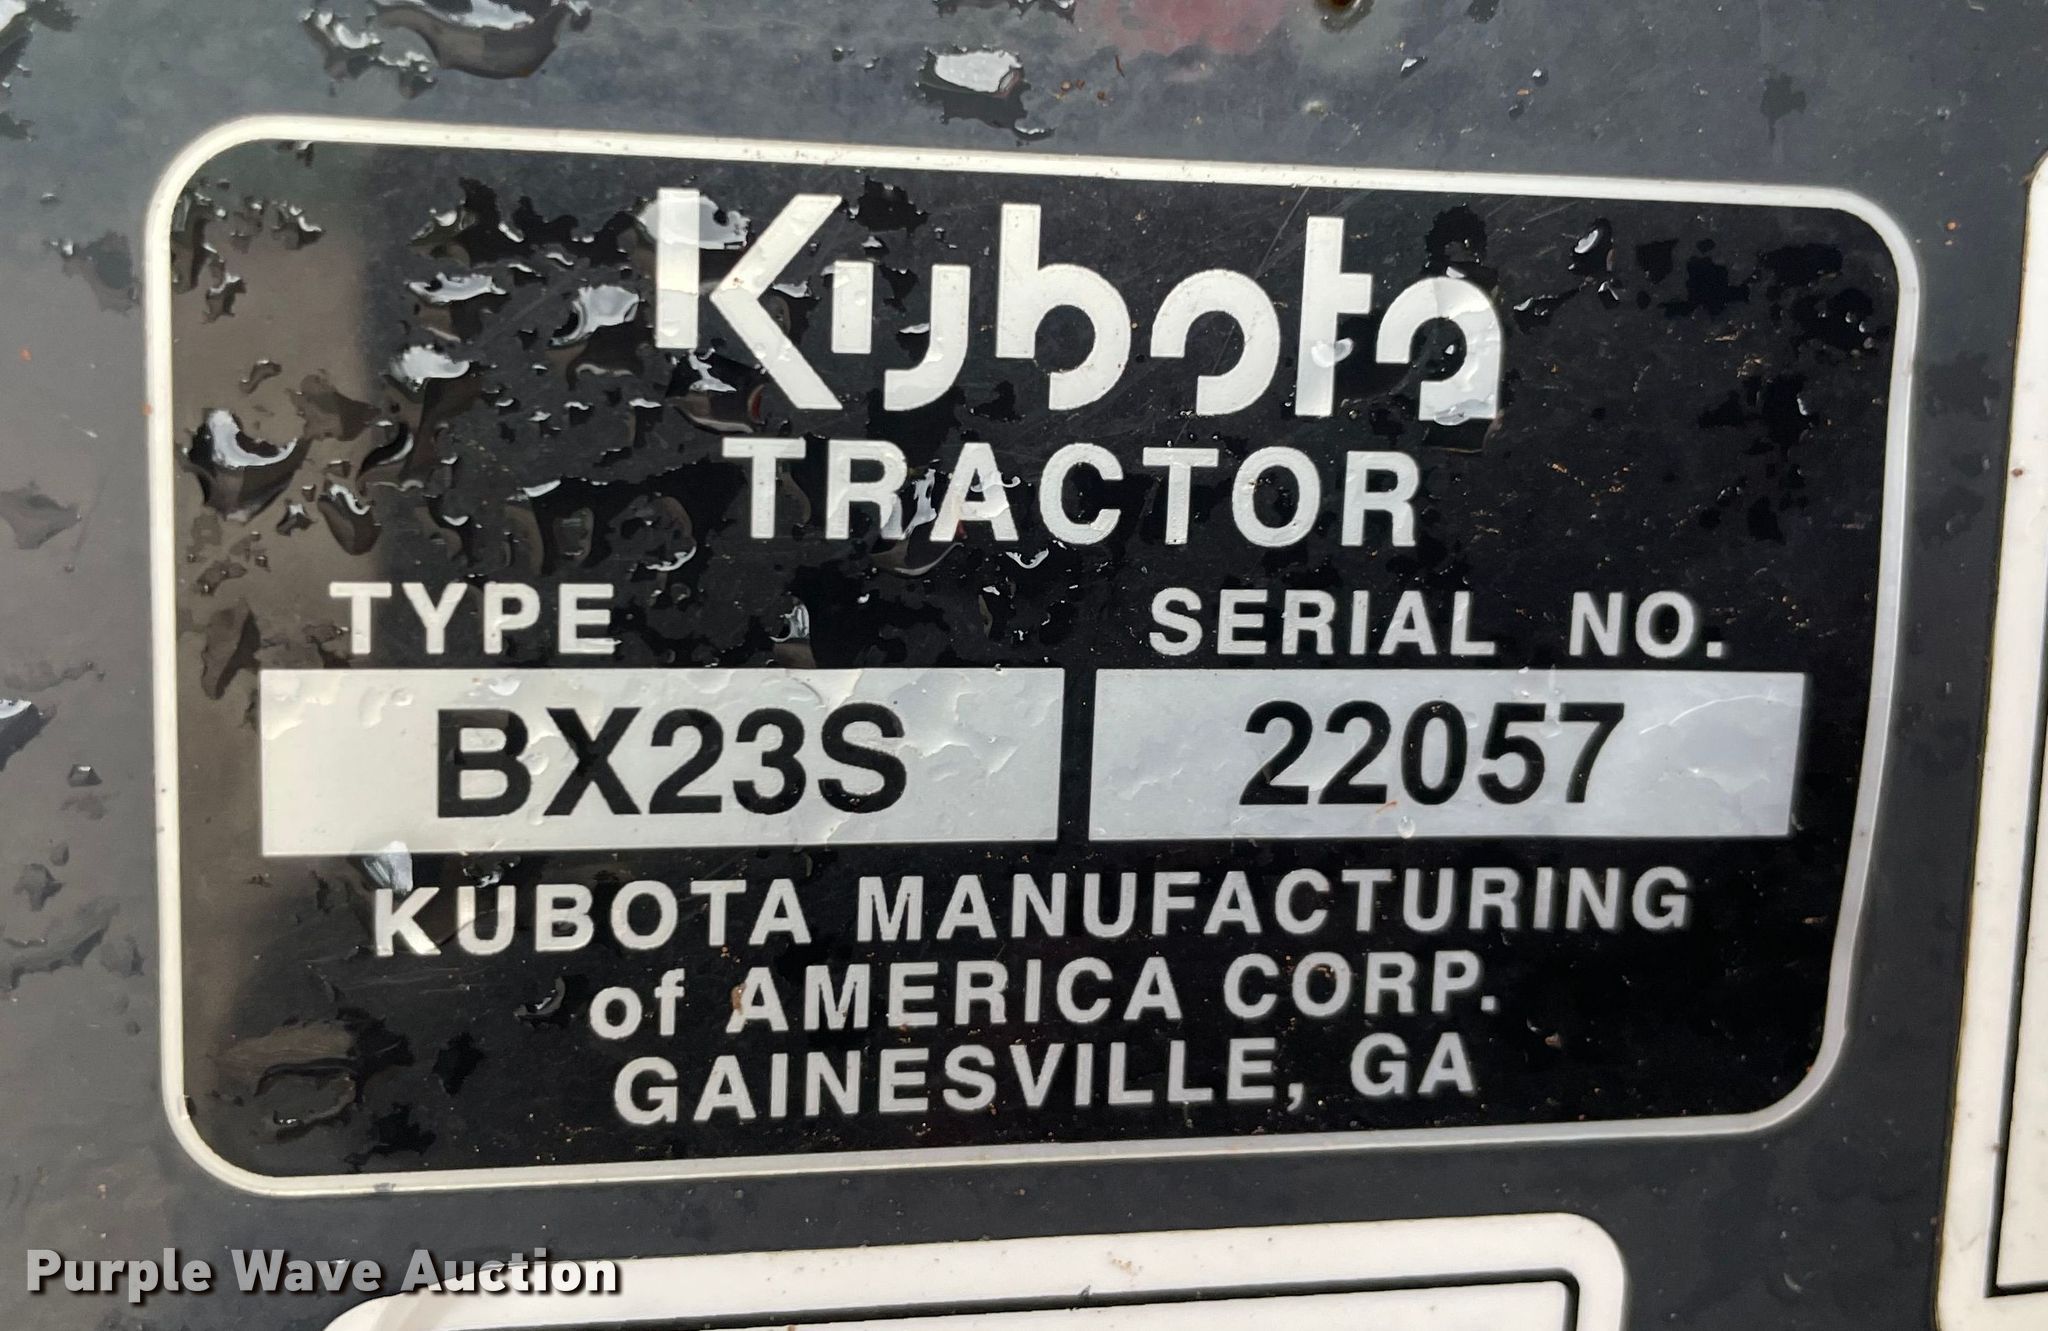 Kubota
TRACTOR
TYPE SERIAL NO.
BX23S 22057
KUBOTA MANUFACTURING
of AMERICA CORP.
GAINESVILLE, GA
Purple Wave Auction